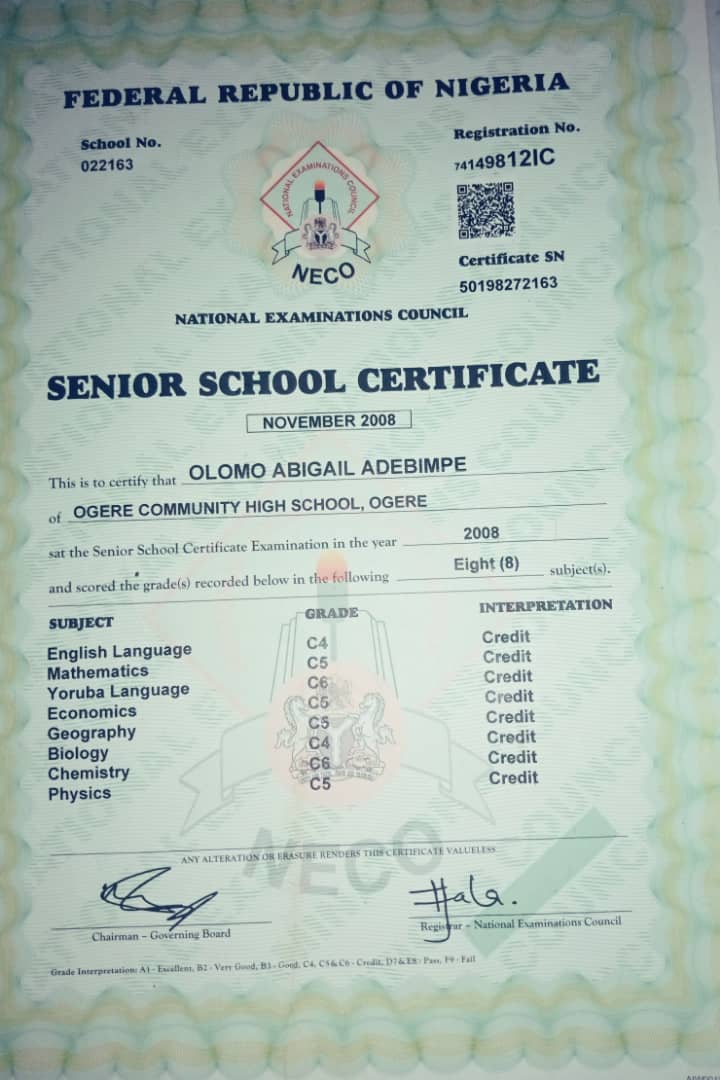 FEDERAL REPUBLIC OF NIGERIA
School No.
022163
Registration No.
74149812IC
NATIONAL EXAMINATIONS COUNCIL
NECO
Certificate SN
50198272163
NATIONAL EXAMINATIONS COUNCIL
SENIOR SCHOOL CERTIFICATE
NOVEMBER 2008
This is to certify that OLOMO ABIGAIL ADEBIMPE
of OGERE COMMUNITY HIGH SCHOOL, OGERE
sat the Senior School Certificate Examination in the year 2008
and scored the grade(s) recorded below in the following Eight (8) subject(s).
SUBJECT GRADE INTERPRETATION
English Language C4 Credit
Mathematics C5 Credit
Yoruba Language C6 Credit
Economics C5 Credit
Geography C5 Credit
Biology C4 Credit
Chemistry C6 Credit
Physics C5 Credit
NECO
ANY ALTERATION OR ERASURE RENDERS THIS CERTIFICATE VALUELESS
Chairman – Governing Board
Registrar – National Examinations Council
Grade Interpretation: A1 - Excellent, B2 - Very Good, B3 - Good, C4, C5 & C6 - Credit, D7 & E8 - Pass, F9 - Fail